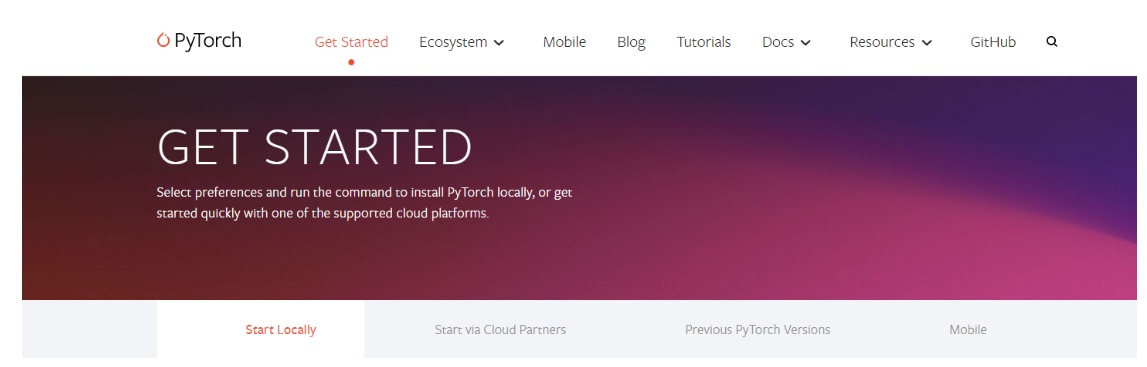 PyTorch Get Started Ecosystem Mobile Blog Tutorials Docs Resources GitHub
GET STARTED
Select preferences and run the command to install PyTorch locally, or get
started quickly with one of the supported cloud platforms.
Start Locally Start via Cloud Partners Previous PyTorch Versions Mobile